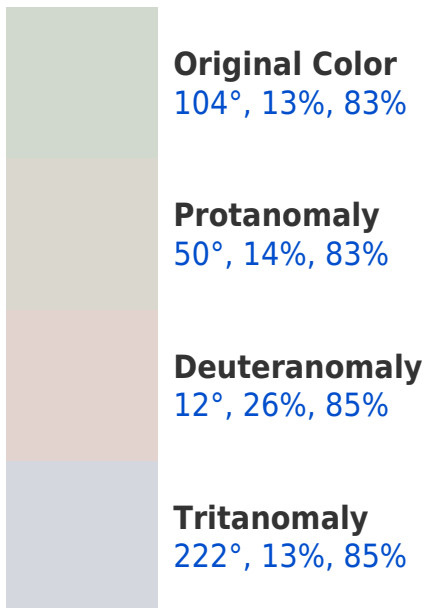 Original Color
104°, 13%, 83%
Protanomaly
50°, 14%, 83%
Deuteranomaly
12°, 26%, 85%
Tritanomaly
222°, 13%, 85%